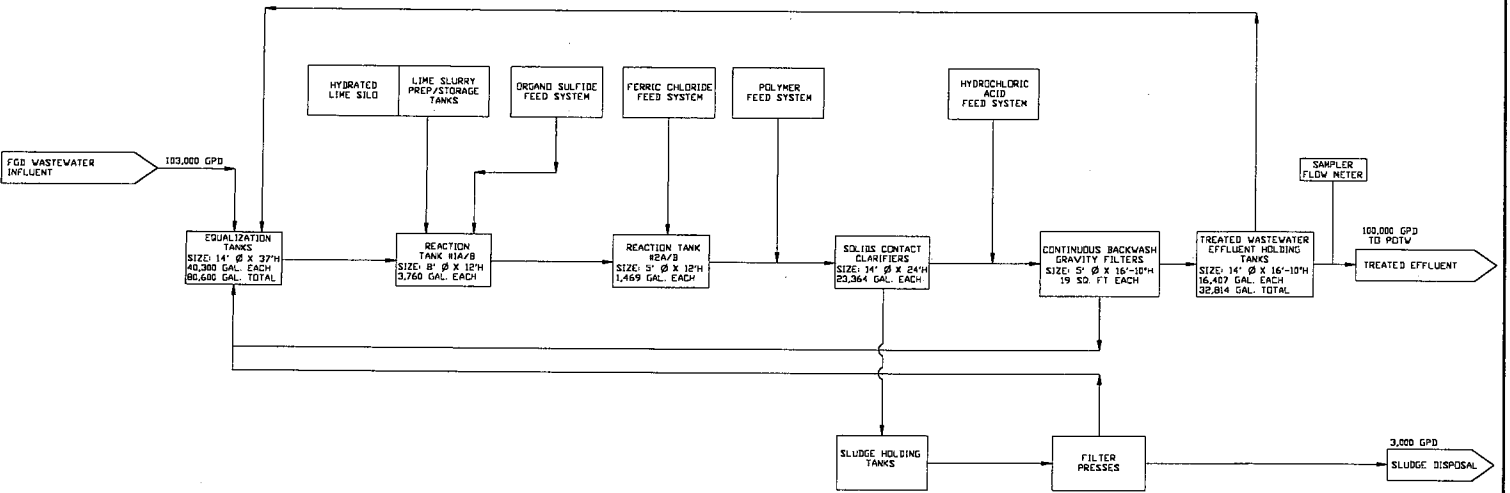 HYDRATED
LIME SILO
LIME SLURRY
PREP/STORAGE
TANKS
ORGANO SULFIDE
FEED SYSTEM
FERRIC CHLORIDE
FEED SYSTEM
POLYMER
FEED SYSTEM
HYDROCHLORIC
ACID
FEED SYSTEM
FGD WASTEWATER
INFLUENT
103,000 GPD
SAMPLER
FLOW METER
EQUALIZATION
TANKS
SIZE: 14' Ø X 37'H
40,300 GAL. EACH
80,600 GAL. TOTAL
REACTION
TANK #1A/B
SIZE: 8' Ø X 12'H
3,760 GAL. EACH
REACTION TANK
#2A/B
SIZE: 5' Ø X 12'H
1,469 GAL. EACH
SOLIDS CONTACT
CLARIFIERS
SIZE: 14' Ø X 24'H
23,364 GAL. EACH
CONTINUOUS BACKWASH
GRAVITY FILTERS
SIZE: 5' Ø X 16'-10"H
19 SQ. FT EACH
TREATED WASTEWATER
EFFLUENT HOLDING
TANKS
SIZE: 14' Ø X 16'-10"H
16,407 GAL. EACH
32,814 GAL. TOTAL
100,000 GPD
TO POTW
TREATED EFFLUENT
SLUDGE HOLDING
TANKS
FILTER
PRESSES
3,000 GPD
SLUDGE DISPOSAL